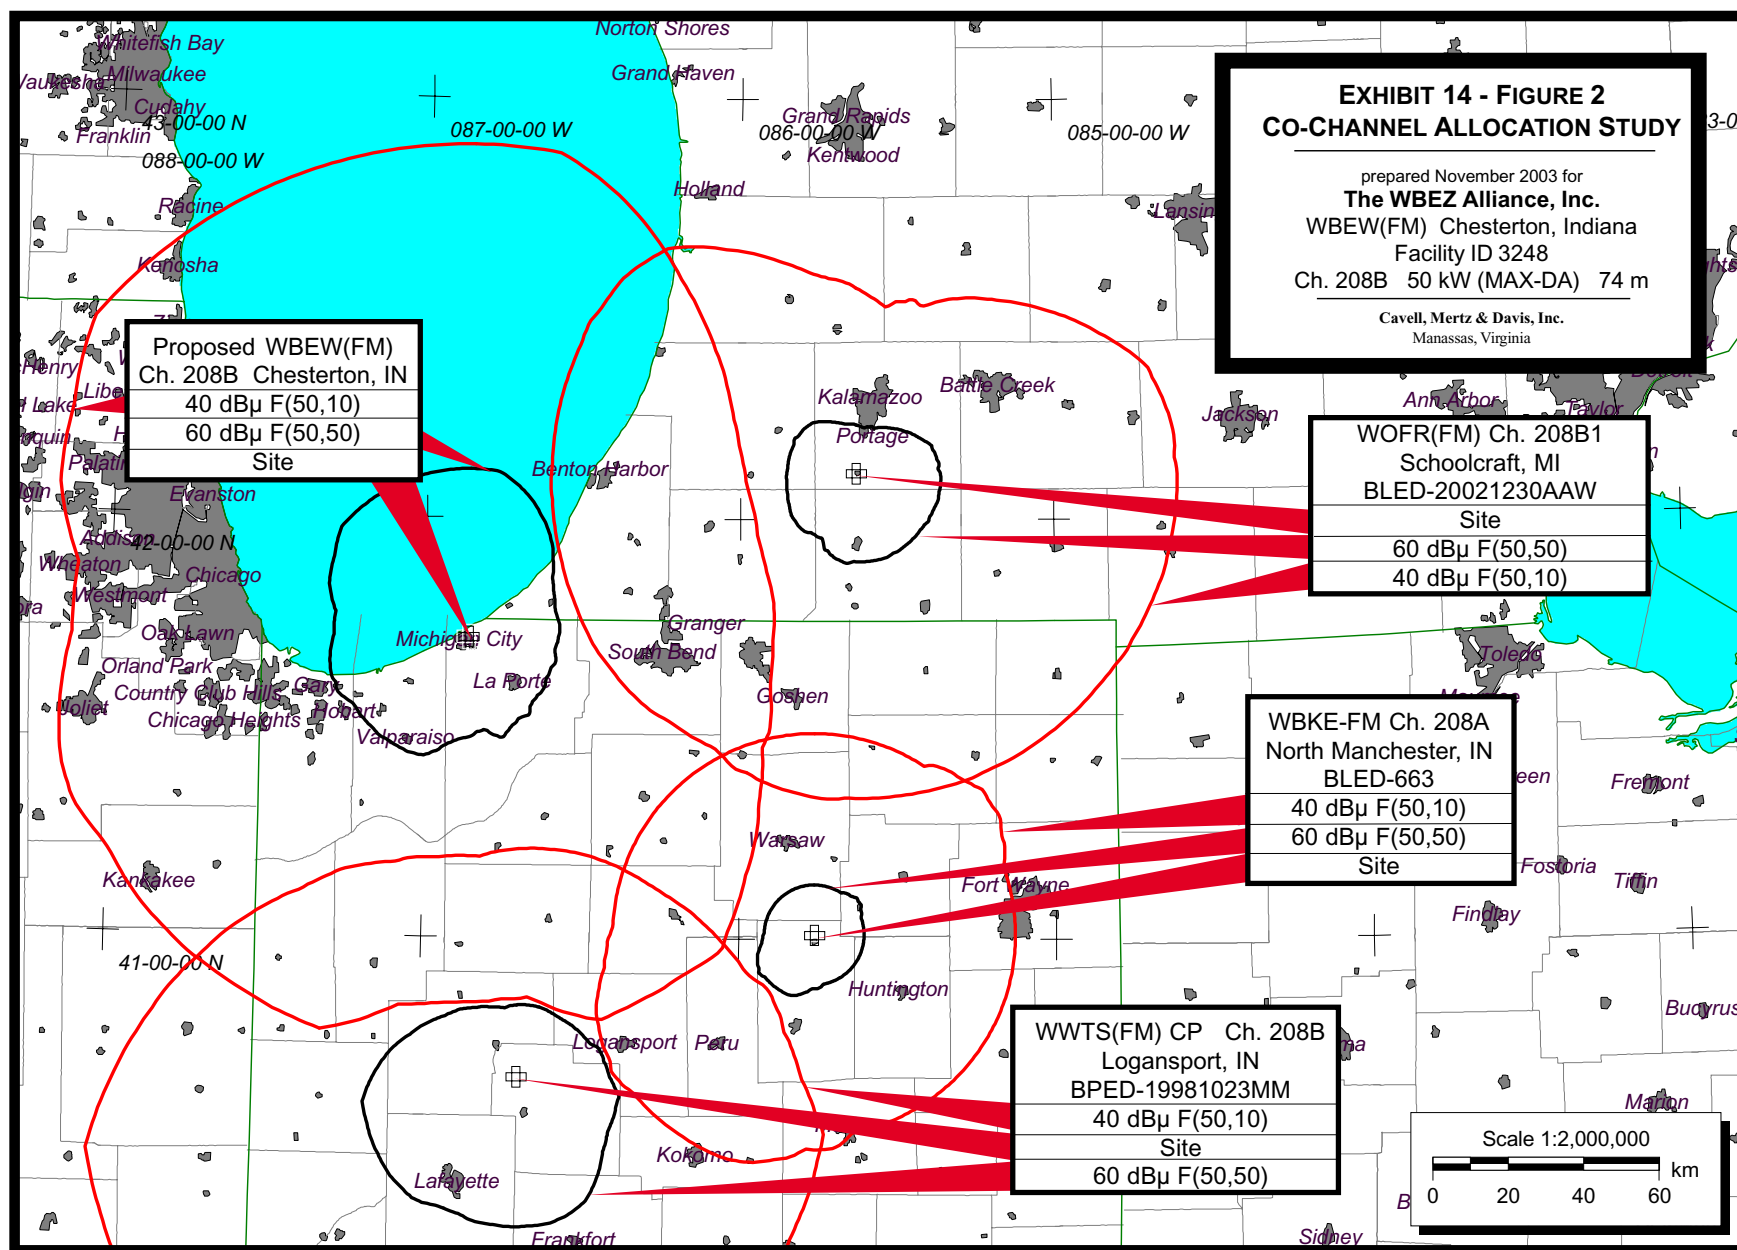 Norton Shores
Whitefish Bay
Grand Haven
Milwaukee
Cudahy
43-00-00 N
Franklin
088-00-00 W
087-00-00 W
086-00-00 W
085-00-00 W
Grand Rapids
Kentwood
Holland
Racine
Kenosha
EXHIBIT 14 - FIGURE 2
CO-CHANNEL ALLOCATION STUDY
prepared November 2003 for
The WBEZ Alliance, Inc.
WBEW(FM) Chesterton, Indiana
Facility ID 3248
Ch. 208B 50 kW (MAX-DA) 74 m
Cavell, Mertz & Davis, Inc.
Manassas, Virginia
Proposed WBEW(FM)
Ch. 208B Chesterton, IN
40 dBµ F(50,10)
60 dBµ F(50,50)
Site
Kalamazoo
Battle Creek
Portage
Jackson
Ann Arbor
Taylor
Benton Harbor
WOFR(FM) Ch. 208B1
Schoolcraft, MI
BLED-20021230AAW
Site
60 dBµ F(50,50)
40 dBµ F(50,10)
Evanston
Addison
42-00-00 N
Wheaton
Chicago
Westmont
Oak Lawn
Orland Park
Country Club Hills
Gary
Joliet
Chicago Heights
Hobart
Valparaiso
Michigan City
La Porte
Granger
South Bend
Goshen
Toledo
WBKE-FM Ch. 208A
North Manchester, IN
BLED-663
40 dBµ F(50,10)
60 dBµ F(50,50)
Site
Fremont
Fostoria
Tiffin
Findlay
Warsaw
Fort Wayne
Kankakee
41-00-00 N
Huntington
Bucyrus
Logansport
Peru
WWTS(FM) CP Ch. 208B
Logansport, IN
BPED-19981023MM
40 dBµ F(50,10)
Site
60 dBµ F(50,50)
Marion
Kokomo
Lafayette
Frankfort
Sidney
Scale 1:2,000,000
km
0 20 40 60